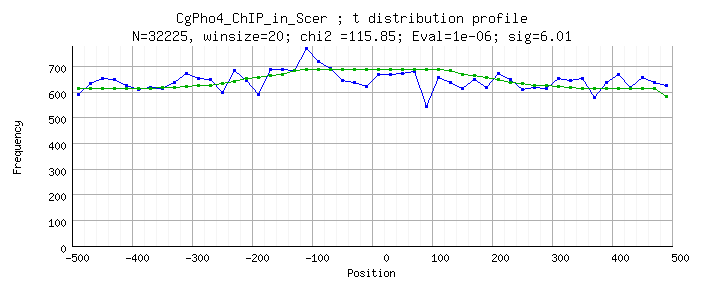 CgPho4_ChIP_in_Scer ; t distribution profile
N=32225, winsize=20; chi2 =115.85; Eval=1e-06; sig=6.01
700
600
500
400
300
200
100
0
Frequency
-500 -400 -300 -200 -100 0 100 200 300 400 500
Position